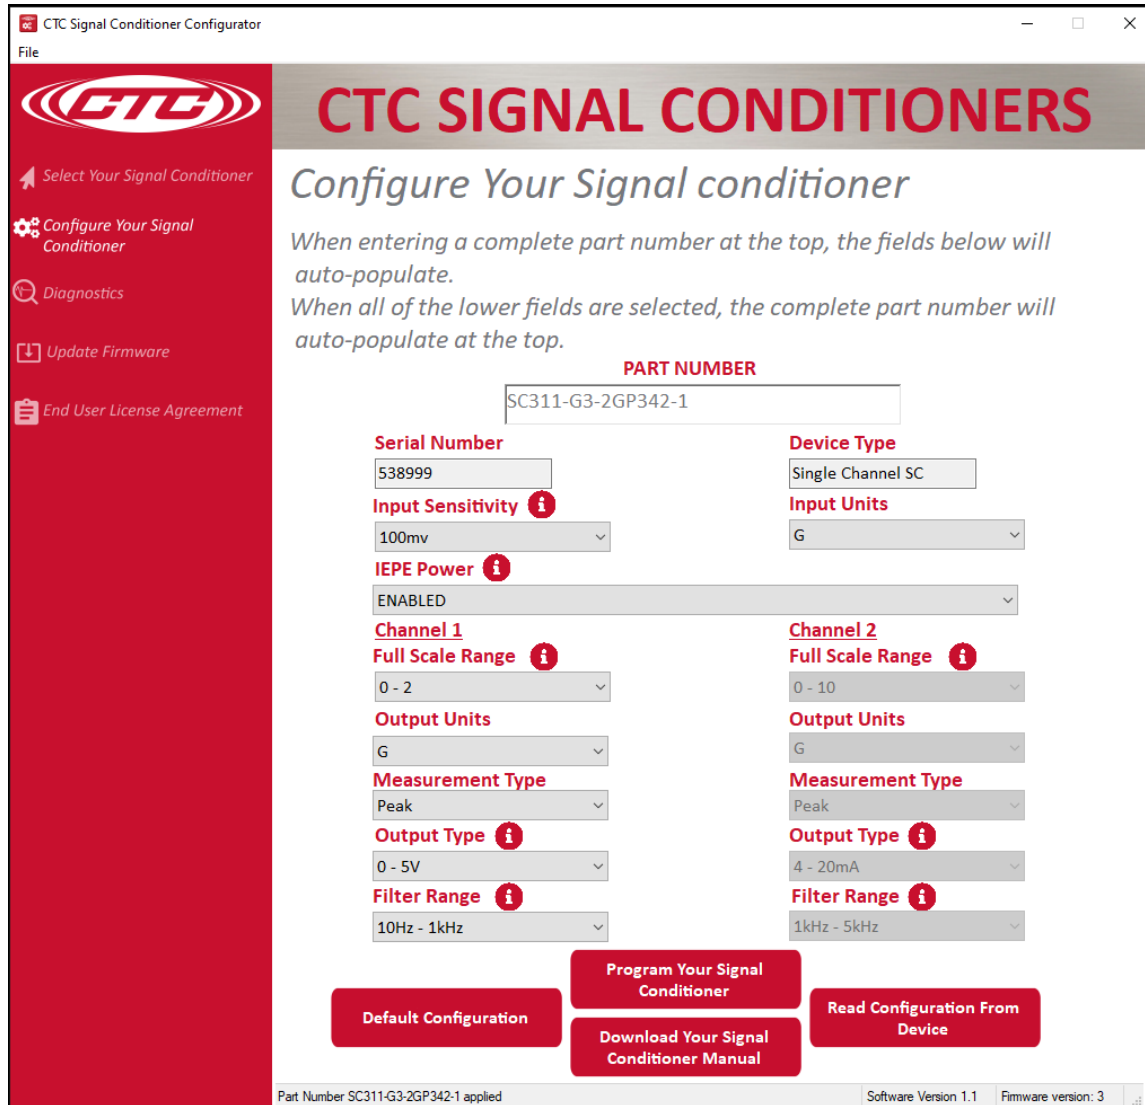 CTC Signal Conditioner Configurator
File
CTC
CTC SIGNAL CONDITIONERS
Select Your Signal Conditioner
Configure Your Signal
Conditioner
Diagnostics
Update Firmware
End User License Agreement
Configure Your Signal conditioner
When entering a complete part number at the top, the fields below will
auto-populate.
When all of the lower fields are selected, the complete part number will
auto-populate at the top.
PART NUMBER
SC311-G3-2GP342-1
Serial Number
Device Type
538999
Single Channel SC
Input Sensitivity i
Input Units
100mv
G
IEPE Power i
ENABLED
Channel 1
Channel 2
Full Scale Range i
Full Scale Range i
0 - 2
0 - 10
Output Units
Output Units
G
G
Measurement Type
Measurement Type
Peak
Peak
Output Type i
Output Type i
0 - 5V
4 - 20mA
Filter Range i
Filter Range i
10Hz - 1kHz
1kHz - 5kHz
Default Configuration
Program Your Signal
Conditioner
Download Your Signal
Conditioner Manual
Read Configuration From
Device
Part Number SC311-G3-2GP342-1 applied
Software Version 1.1
Firmware version: 3